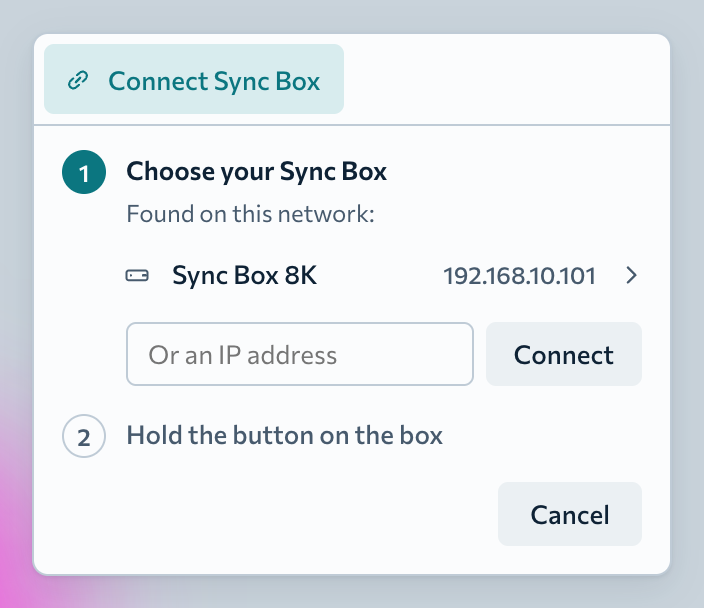 Connect Sync Box
1 Choose your Sync Box
Found on this network:
Sync Box 8K 192.168.10.101
Or an IP address Connect
2 Hold the button on the box
Cancel